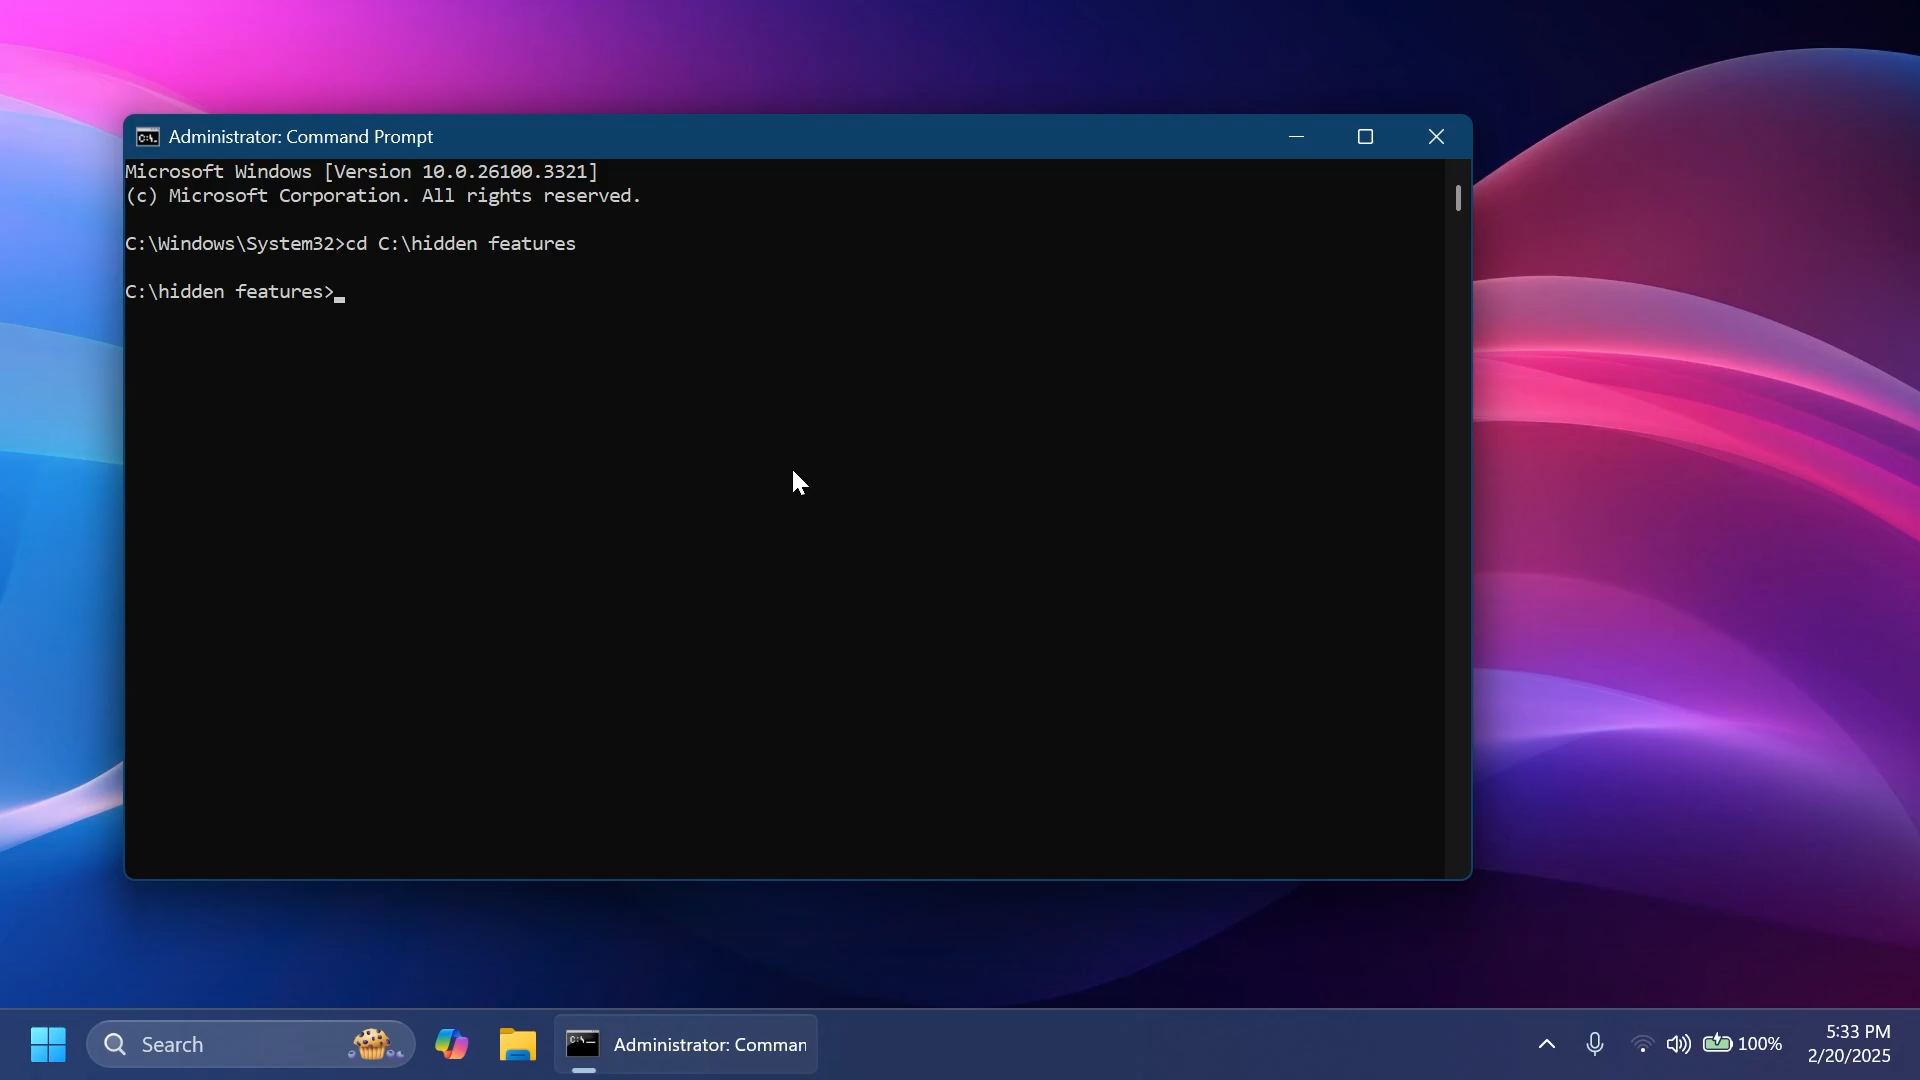 Administrator: Command Prompt
Microsoft Windows [Version 10.0.26100.3321]
(c) Microsoft Corporation. All rights reserved.
C:\Windows\System32>cd C:\hidden features
C:\hidden features>
Search
Administrator: Comman
100%
5:33 PM
2/20/2025